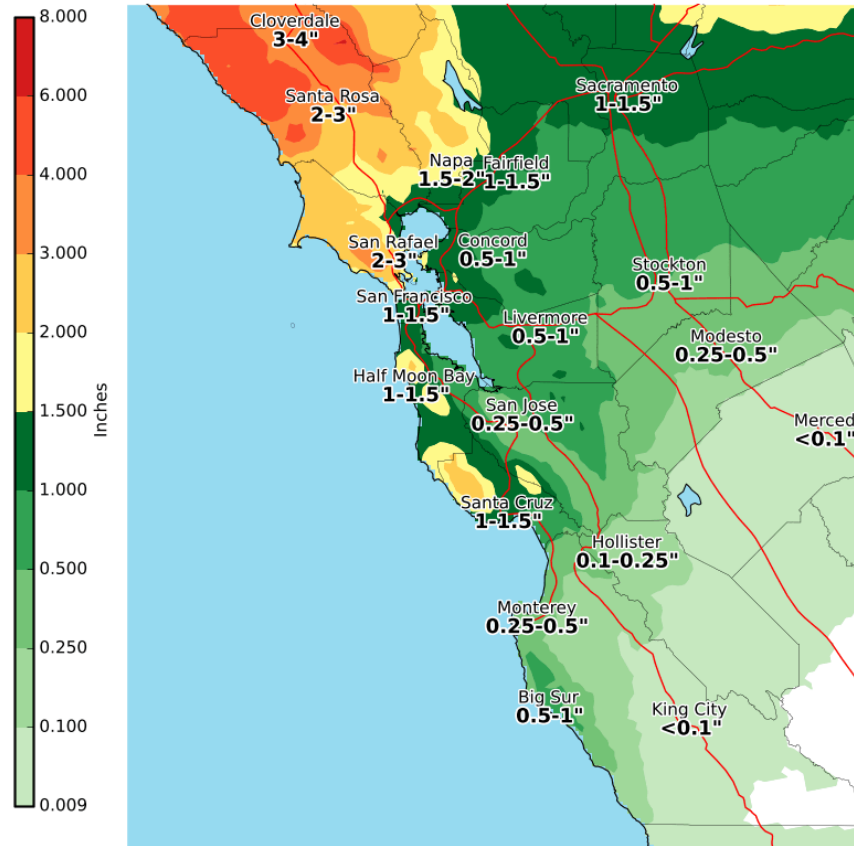 8.000
6.000
4.000
3.000
2.000
1.500
1.000
0.500
0.250
0.100
0.009
Inches
Cloverdale
3-4"
Santa Rosa
2-3"
Sacramento
1-1.5"
Napa
1.5-2"
Fairfield
1-1.5"
San Rafael
2-3"
Concord
0.5-1"
Stockton
0.5-1"
San Francisco
1-1.5"
Livermore
0.5-1"
Modesto
0.25-0.5"
Half Moon Bay
1-1.5"
San Jose
0.25-0.5"
Merced
<0.1"
Santa Cruz
1-1.5"
Hollister
0.1-0.25"
Monterey
0.25-0.5"
Big Sur
0.5-1"
King City
<0.1"